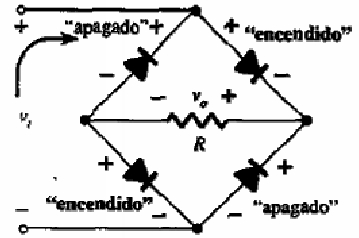 + "apagado" + + "encendido"
− −
− v_o +
v_i
R
+ +
− "encendido" − − "apagado"